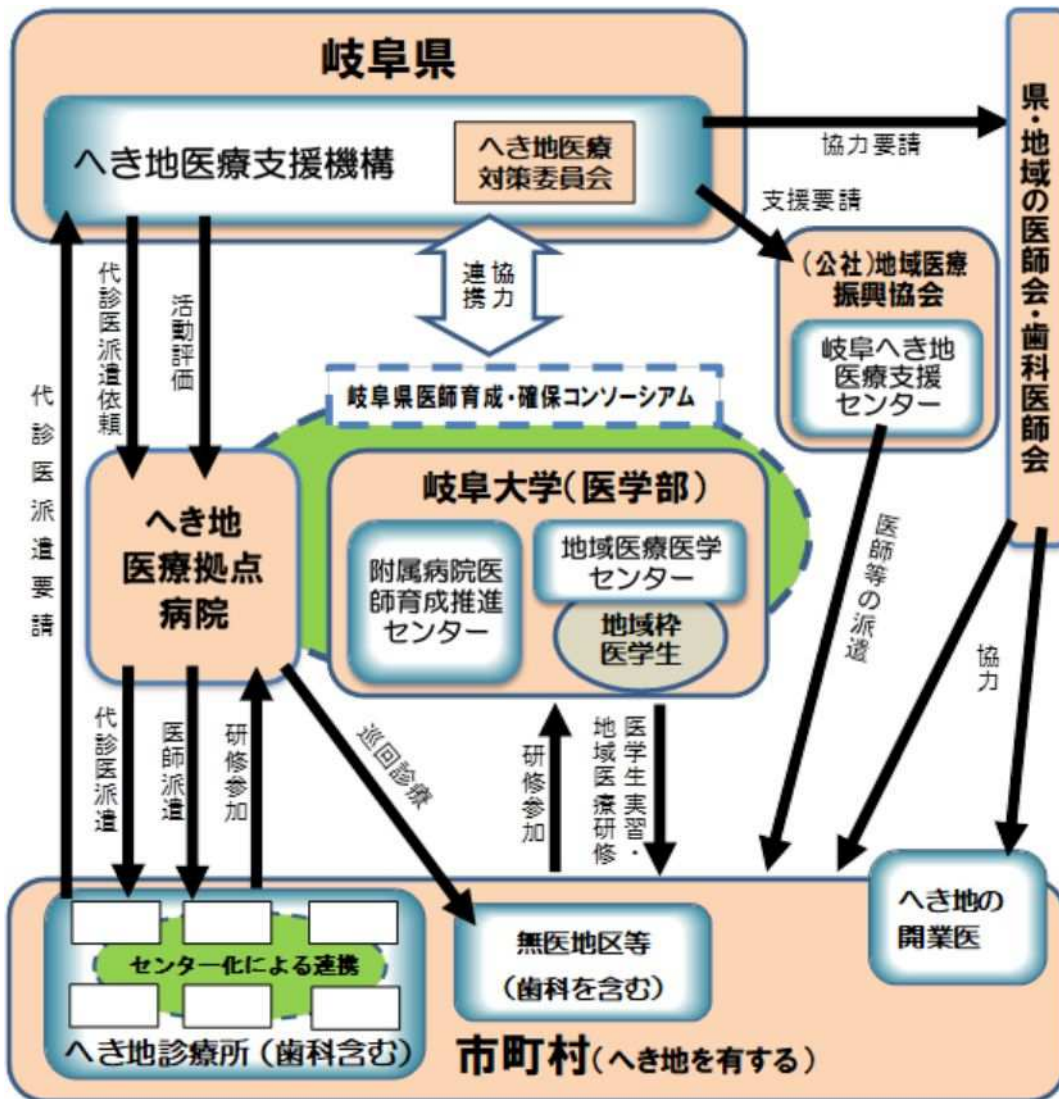 岐阜県
へき地医療支援機構
へき地医療
対策委員会
協力要請
支援要請
県・地域の医師会・歯科医師会
(公社)地域医療
振興協会
岐阜へき地
医療支援
センター
協力
連携
代診医派遣依頼
活動評価
代診医派遣要請
岐阜県医師育成・確保コンソーシアム
へき地
医療拠点
病院
岐阜大学(医学部)
附属病院医
師育成推進
センター
地域医療医学
センター
地域枠
医学生
医師等の派遣
協力
代診医派遣
医師派遣
研修参加
巡回診療
研修参加
医学生実習・
地域医療研修
センター化による連携
へき地診療所(歯科含む)
無医地区等
(歯科を含む)
へき地の
開業医
市町村(へき地を有する)